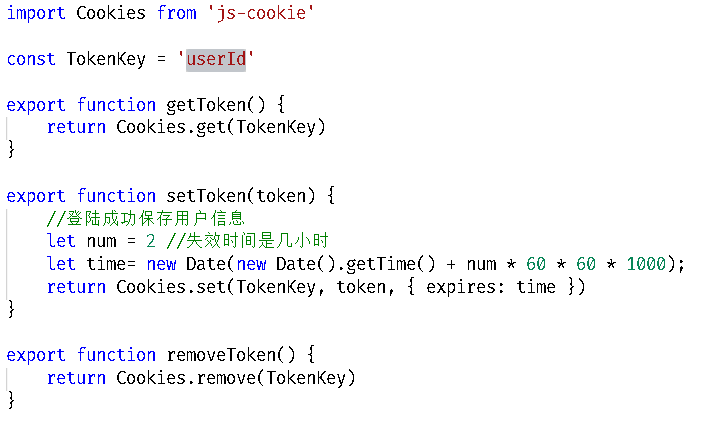 import Cookies from 'js-cookie'
const TokenKey = 'userId'
export function getToken() {
return Cookies.get(TokenKey)
}
export function setToken(token) {
//登陆成功保存用户信息
let num = 2 //失效时间是几小时
let time= new Date(new Date().getTime() + num * 60 * 60 * 1000);
return Cookies.set(TokenKey, token, { expires: time })
}
export function removeToken() {
return Cookies.remove(TokenKey)
}